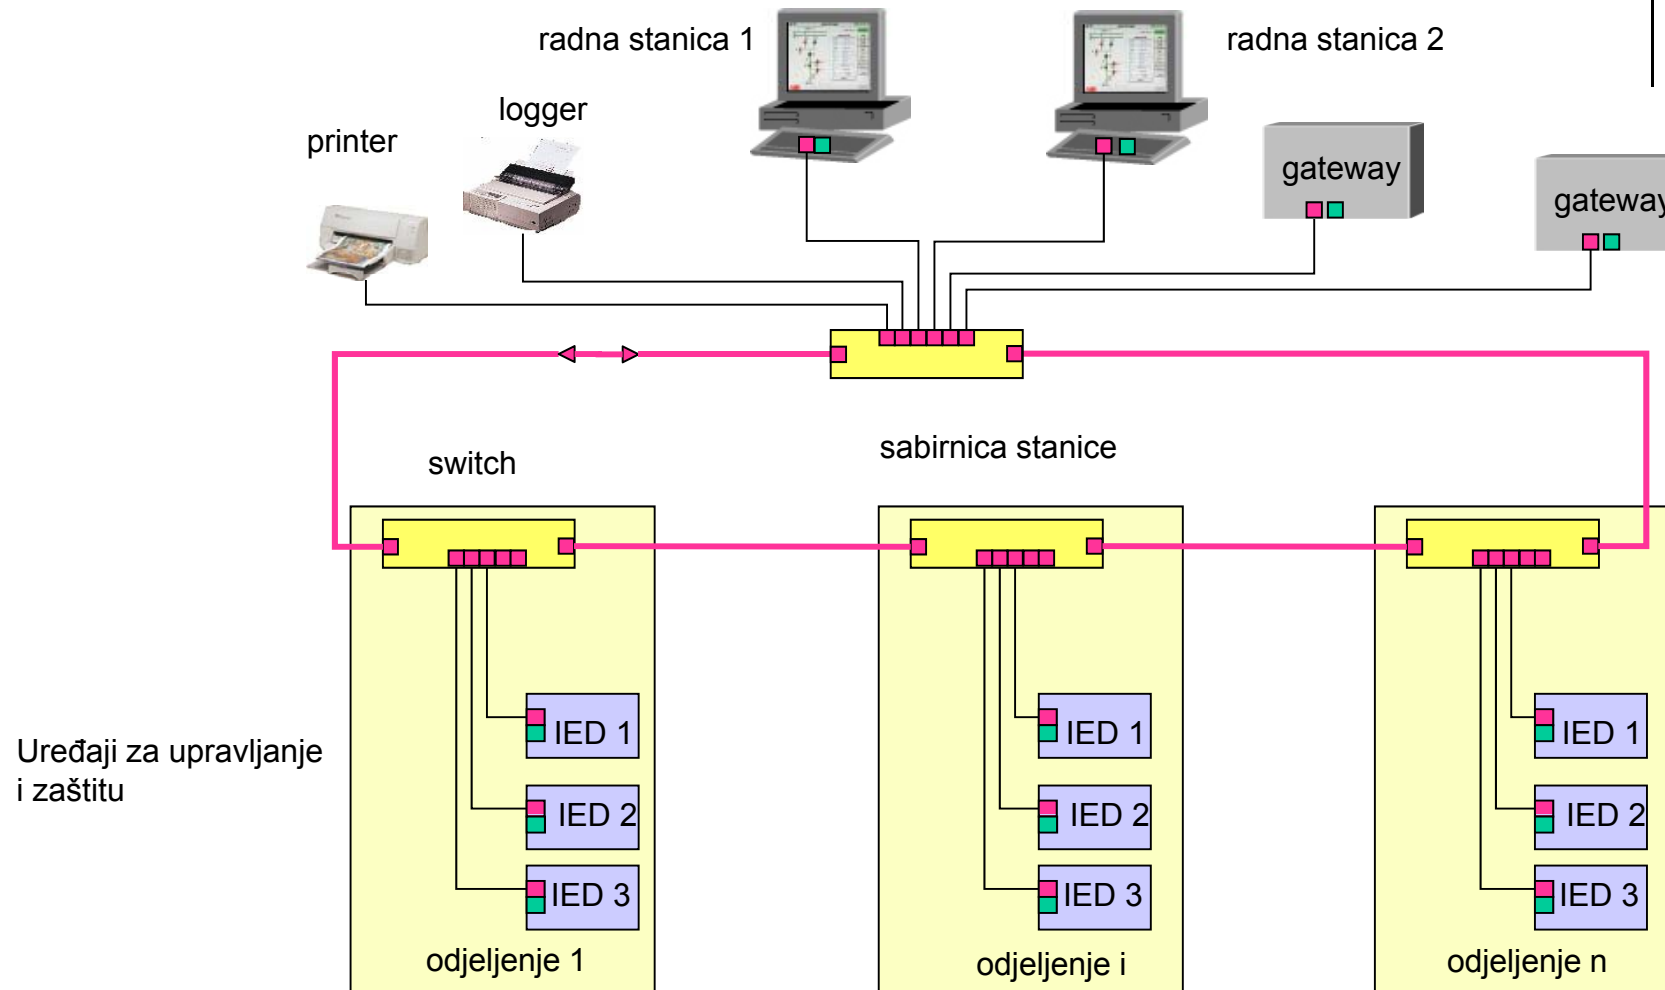 radna stanica 1
radna stanica 2
logger
printer
gateway
gateway
sabirnica stanice
switch
IED 1
IED 1
IED 1
Uređaji za upravljanje
i zaštitu
IED 2
IED 2
IED 2
IED 3
IED 3
IED 3
odjeljenje 1
odjeljenje i
odjeljenje n